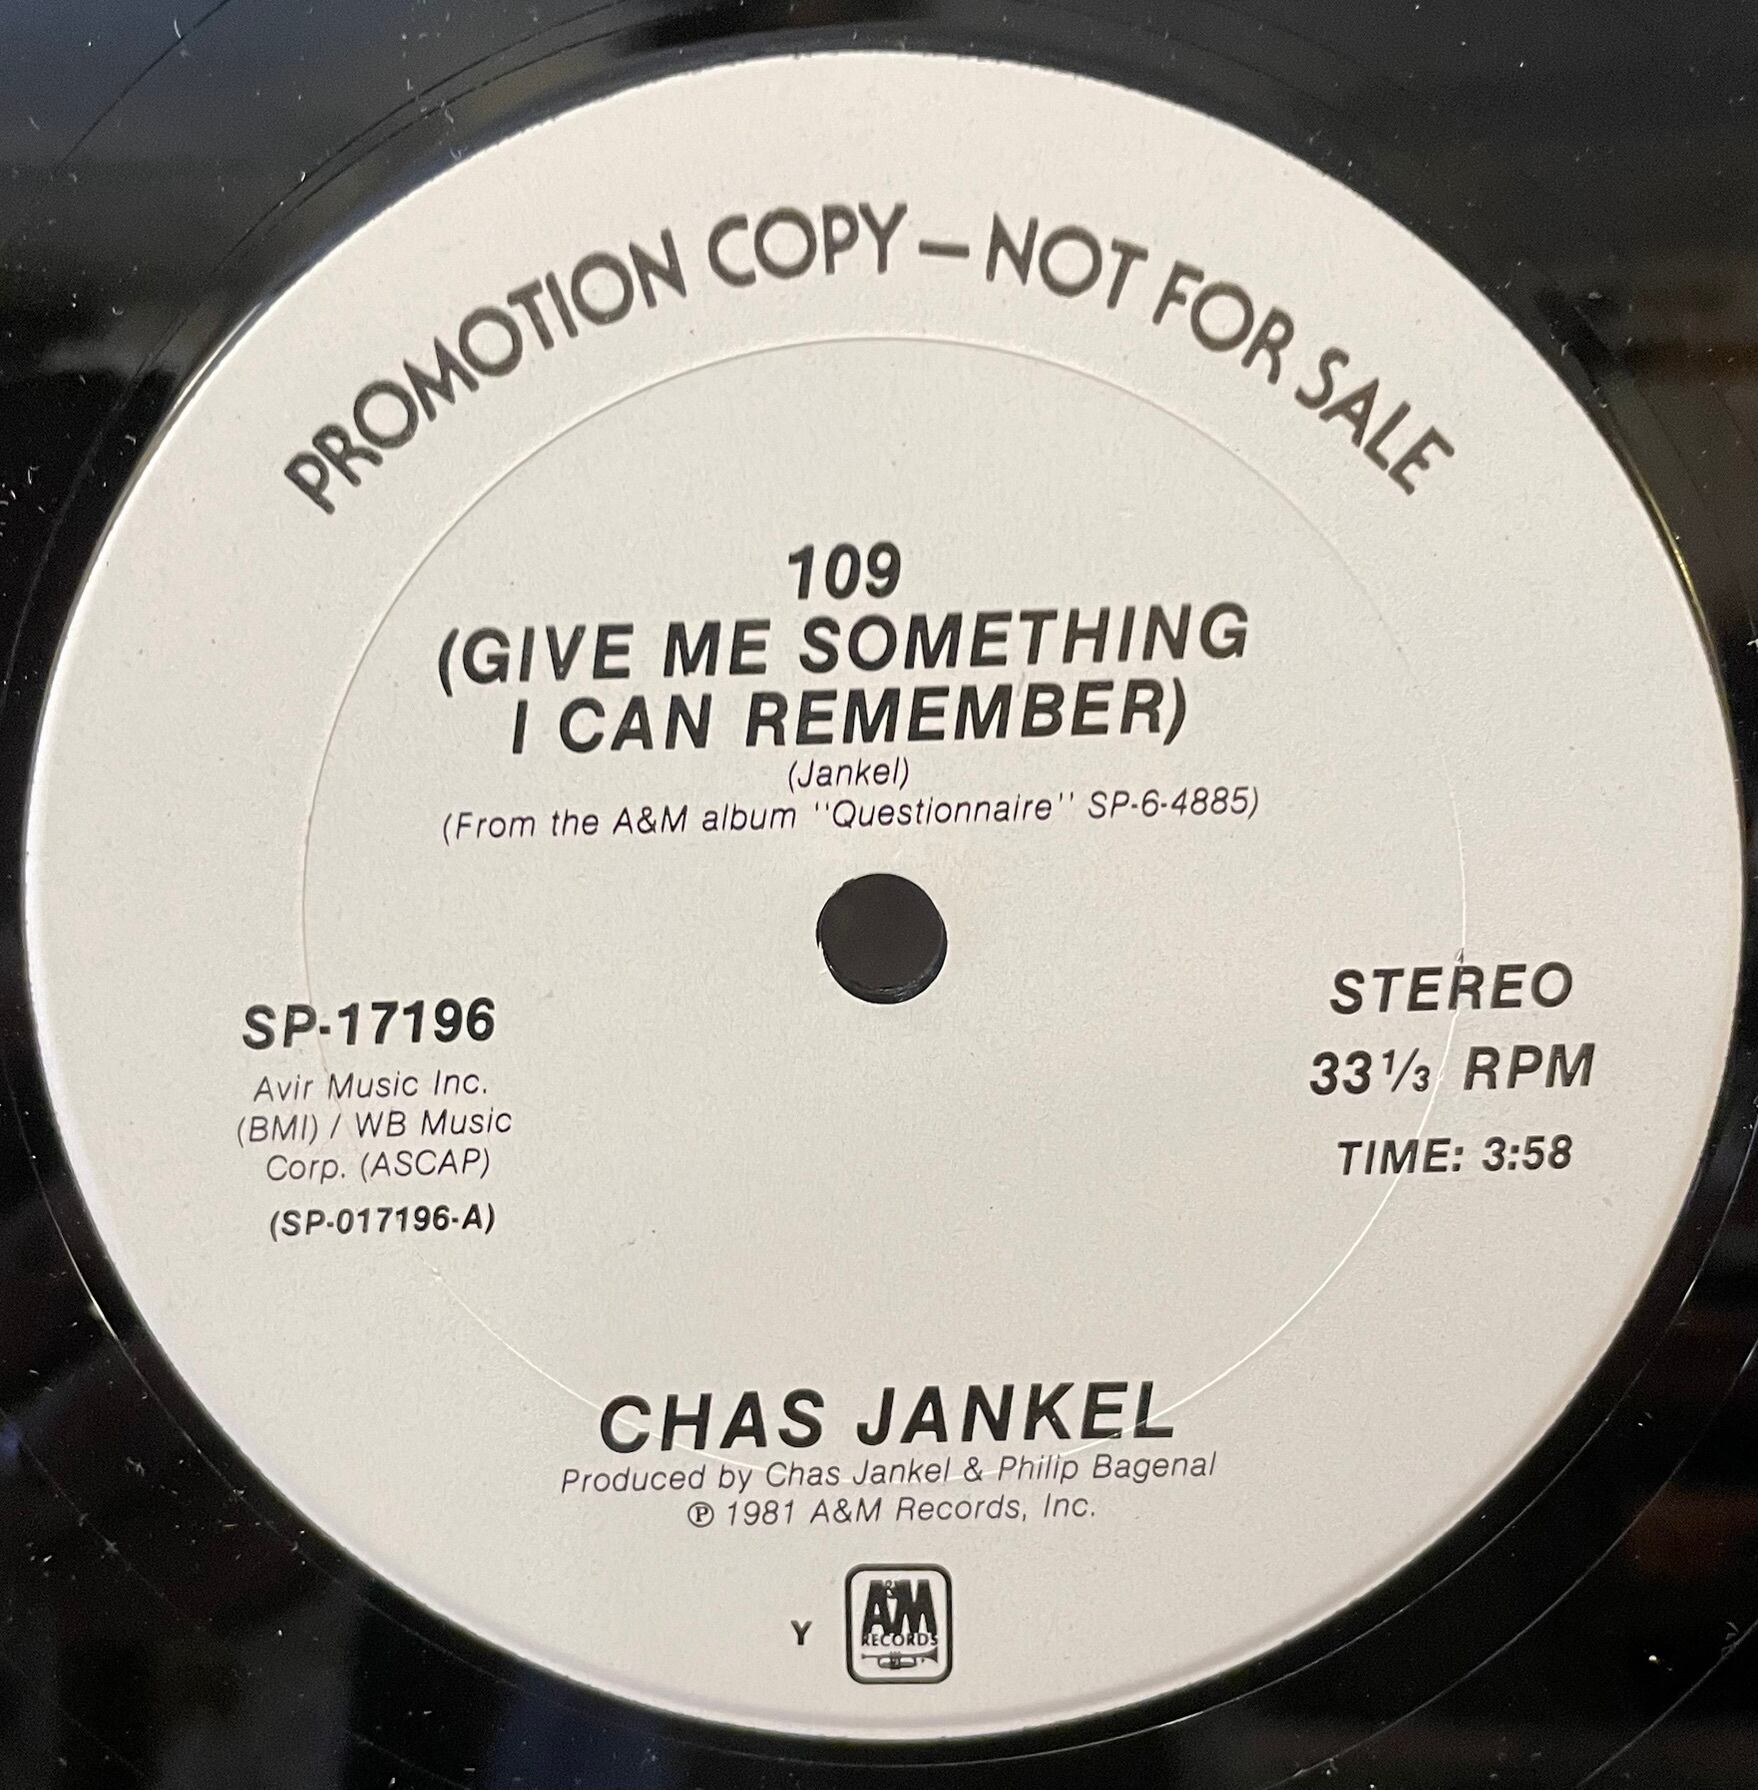 PROMOTION COPY — NOT FOR SALE
109
(GIVE ME SOMETHING
I CAN REMEMBER)
(Jankel)
(From the A&M album "Questionnaire" SP-6-4885)
SP-17196
Avir Music Inc.
(BMI) / WB Music
Corp. (ASCAP)
(SP-017196-A)
STEREO
33 1/3 RPM
TIME: 3:58
CHAS JANKEL
Produced by Chas Jankel & Philip Bagenal
℗ 1981 A&M Records, Inc.
Y
A&M
RECORDS